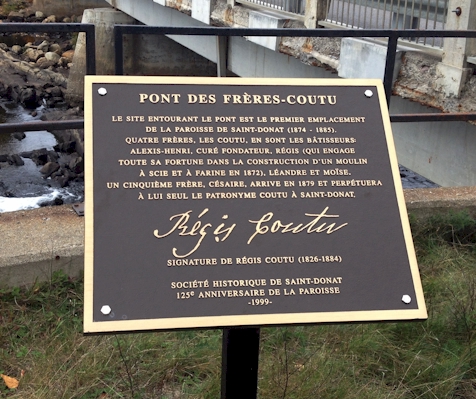 PONT DES FRÈRES-COUTU
LE SITE ENTOURANT LE PONT EST LE PREMIER EMPLACEMENT
DE LA PAROISSE DE SAINT-DONAT (1874 - 1885).
QUATRE FRÈRES, LES COUTU, EN SONT LES BÂTISSEURS:
ALEXIS-HENRI, CURÉ FONDATEUR, RÉGIS (QUI ENGAGE
TOUTE SA FORTUNE DANS LA CONSTRUCTION D'UN MOULIN
À SCIE ET À FARINE EN 1872), LÉANDRE ET MOÏSE.
UN CINQUIÈME FRÈRE, CÉSAIRE, ARRIVE EN 1879 ET PERPÉTUERA
À LUI SEUL LE PATRONYME COUTU À SAINT-DONAT.
Régis Coutu
SIGNATURE DE RÉGIS COUTU (1826-1884)
SOCIÉTÉ HISTORIQUE DE SAINT-DONAT
125e ANNIVERSAIRE DE LA PAROISSE
-1999-